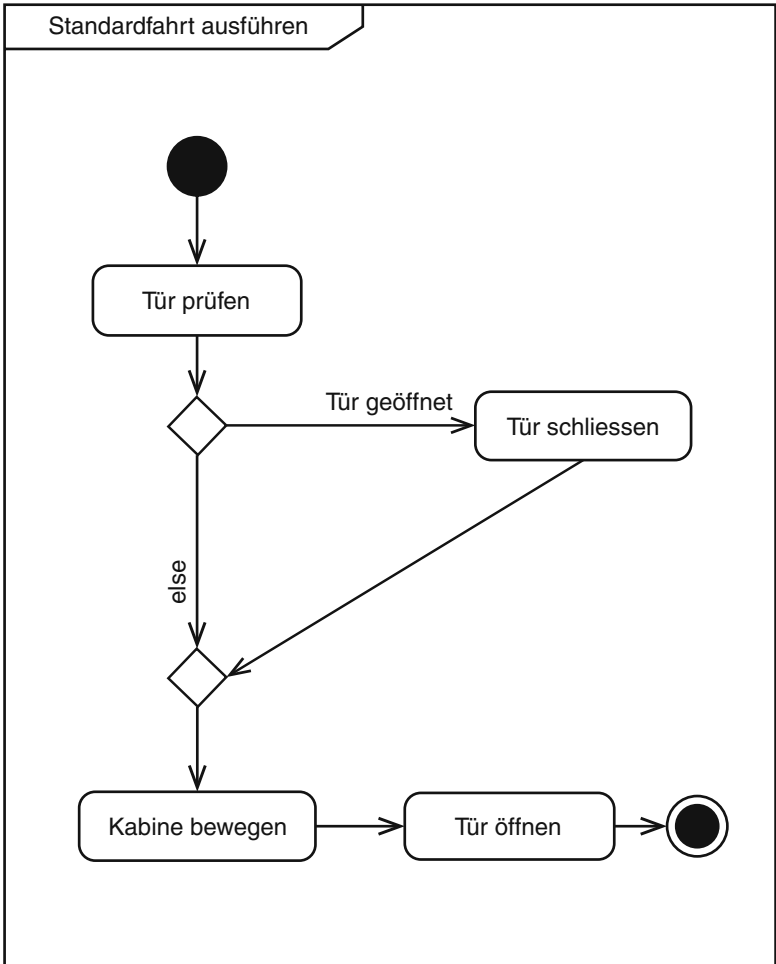 Standardfahrt ausführen
Tür prüfen
Tür geöffnet
Tür schliessen
else
Kabine bewegen
Tür öffnen